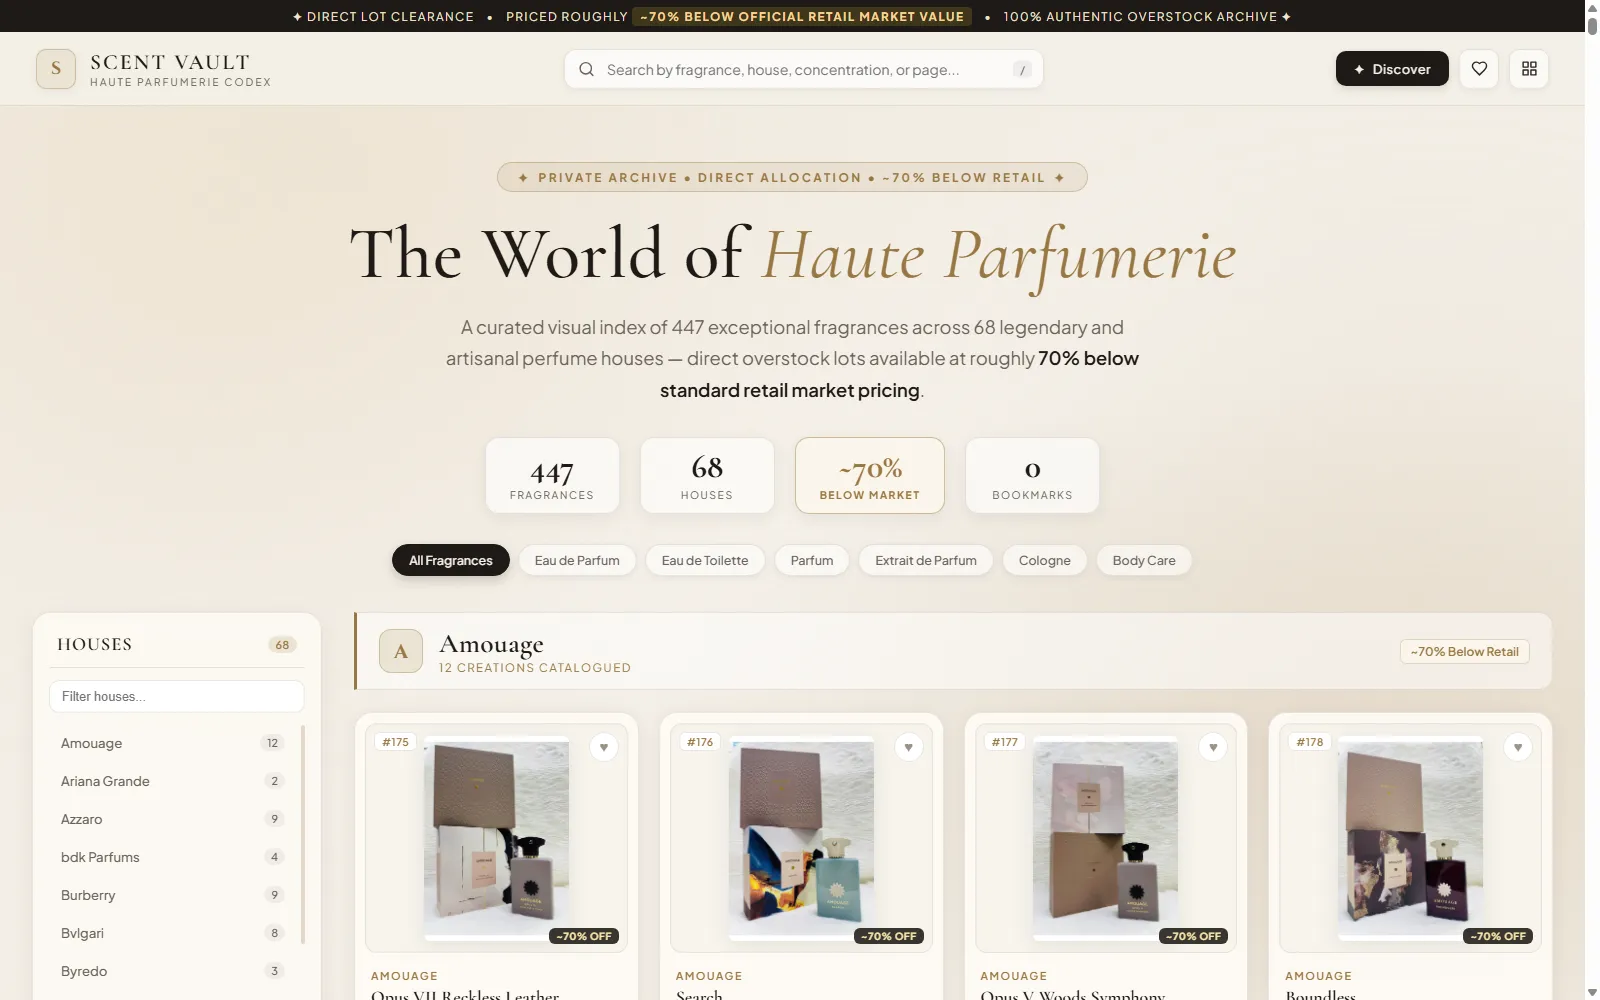 ✦ DIRECT LOT CLEARANCE • PRICED ROUGHLY ~70% BELOW OFFICIAL RETAIL MARKET VALUE • 100% AUTHENTIC OVERSTOCK ARCHIVE ✦
S
SCENT VAULT
HAUTE PARFUMERIE CODEX
Search by fragrance, house, concentration, or page...
/
✦ Discover
✦ PRIVATE ARCHIVE • DIRECT ALLOCATION • ~70% BELOW RETAIL ✦
The World of Haute Parfumerie
A curated visual index of 447 exceptional fragrances across 68 legendary and
artisanal perfume houses — direct overstock lots available at roughly 70% below
standard retail market pricing.
447
FRAGRANCES
68
HOUSES
~70%
BELOW MARKET
0
BOOKMARKS
All Fragrances
Eau de Parfum
Eau de Toilette
Parfum
Extrait de Parfum
Cologne
Body Care
HOUSES
68
Filter houses...
Amouage 12
Ariana Grande 2
Azzaro 9
bdk Parfums 4
Burberry 9
Bvlgari 8
Byredo 3
A
Amouage
12 CREATIONS CATALOGUED
~70% Below Retail
#175
~70% OFF
AMOUAGE
Opus VII Reckless Leather
#176
AMOUAGE
~70% OFF
AMOUAGE
Search
#177
AMOUAGE
~70% OFF
AMOUAGE
Opus V Woods Symphony
#178
AMOUAGE
~70% OFF
AMOUAGE
Boundless